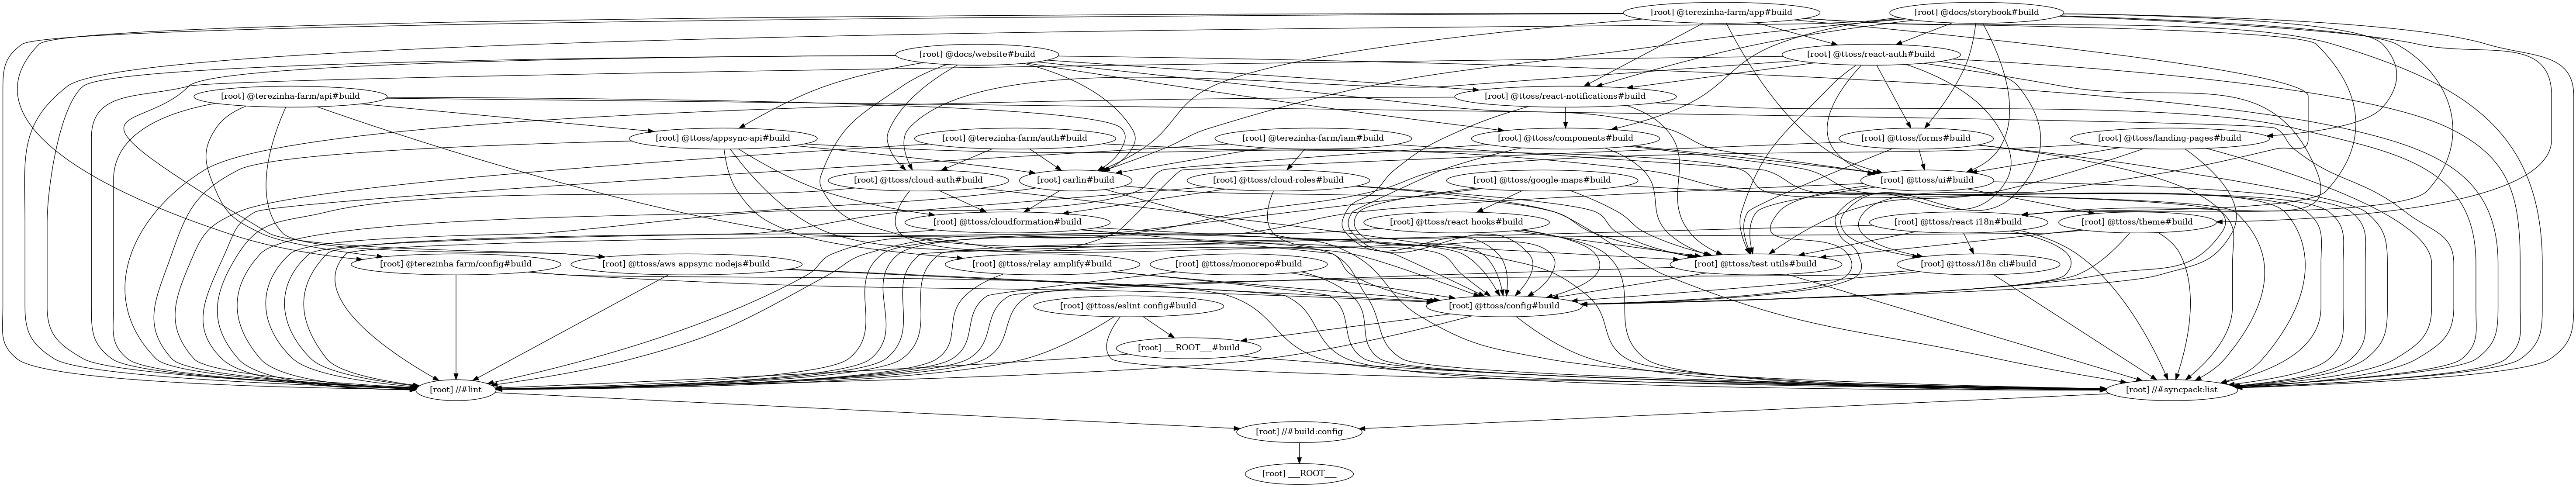 [root] @terezinha-farm/app#build
[root] @docs/storybook#build
[root] @docs/website#build
[root] @ttoss/react-auth#build
[root] @terezinha-farm/api#build
[root] @ttoss/react-notifications#build
[root] @ttoss/appsync-api#build
[root] @terezinha-farm/auth#build
[root] @terezinha-farm/iam#build
[root] @ttoss/components#build
[root] @ttoss/forms#build
[root] @ttoss/landing-pages#build
[root] @ttoss/cloud-auth#build
[root] carlin#build
[root] @ttoss/cloud-roles#build
[root] @ttoss/google-maps#build
[root] @ttoss/ui#build
[root] @ttoss/cloudformation#build
[root] @ttoss/react-hooks#build
[root] @ttoss/react-i18n#build
[root] @ttoss/theme#build
[root] @terezinha-farm/config#build
[root] @ttoss/aws-appsync-nodejs#build
[root] @ttoss/relay-amplify#build
[root] @ttoss/monorepo#build
[root] @ttoss/test-utils#build
[root] @ttoss/i18n-cli#build
[root] @ttoss/eslint-config#build
[root] @ttoss/config#build
[root] ___ROOT___#build
[root] //#lint
[root] //#syncpack:list
[root] //#build:config
[root] ___ROOT___